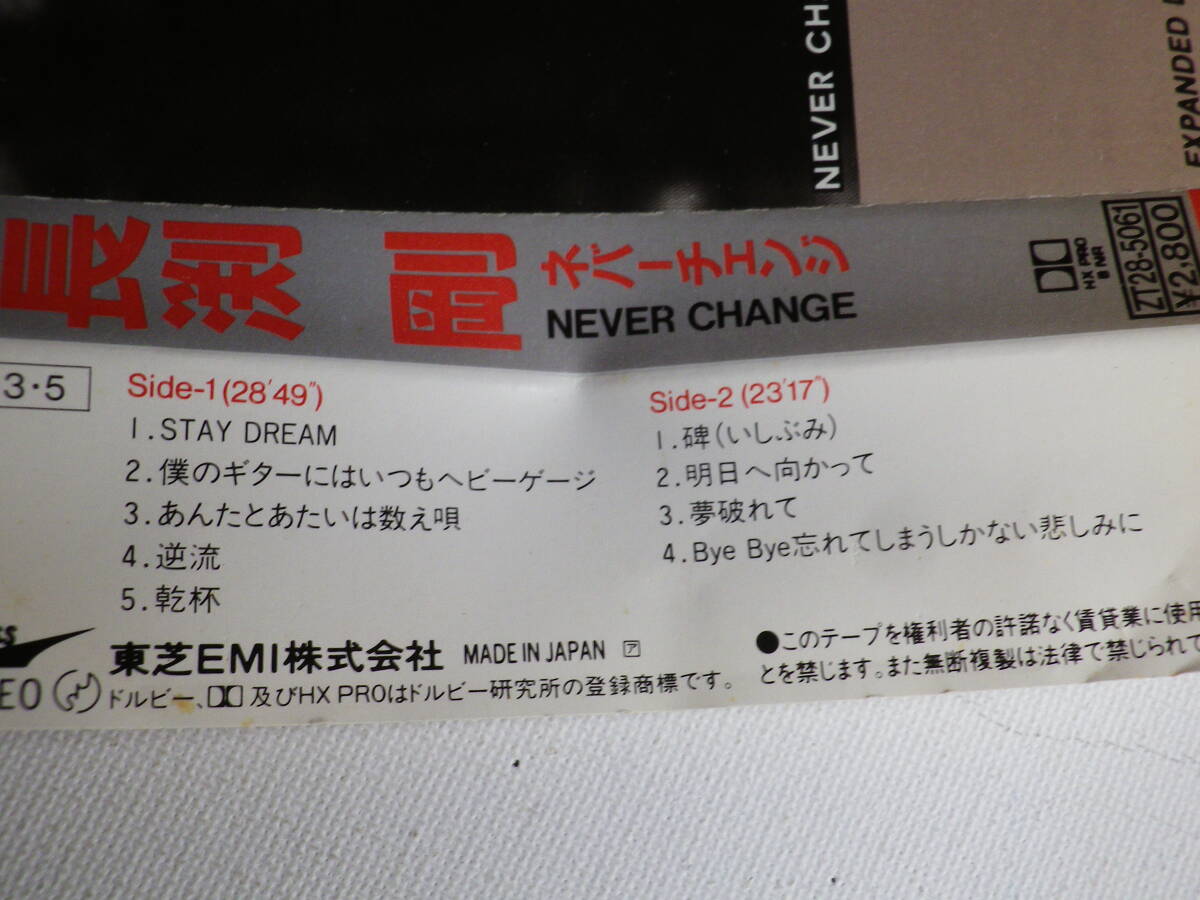 NEVER CH
EXPANDED
長渕 剛
ネバーチェンジ
NEVER CHANGE
HX PRO
B NR
ZT28-5061
¥2,800
3・5
Side-1(28′49″)
1.STAY DREAM
2.僕のギターにはいつもヘビーゲージ
3.あんたとあたいは数え唄
4.逆流
5.乾杯
Side-2(23′17″)
1.碑(いしぶみ)
2.明日へ向かって
3.夢破れて
4.Bye Bye忘れてしまうしかない悲しみに
東芝EMI株式会社 MADE IN JAPAN ア
EO ドルビー、及びHX PROはドルビー研究所の登録商標です。
●このテープを権利者の許諾なく賃貸業に使用
とを禁じます。また無断複製は法律で禁じられて